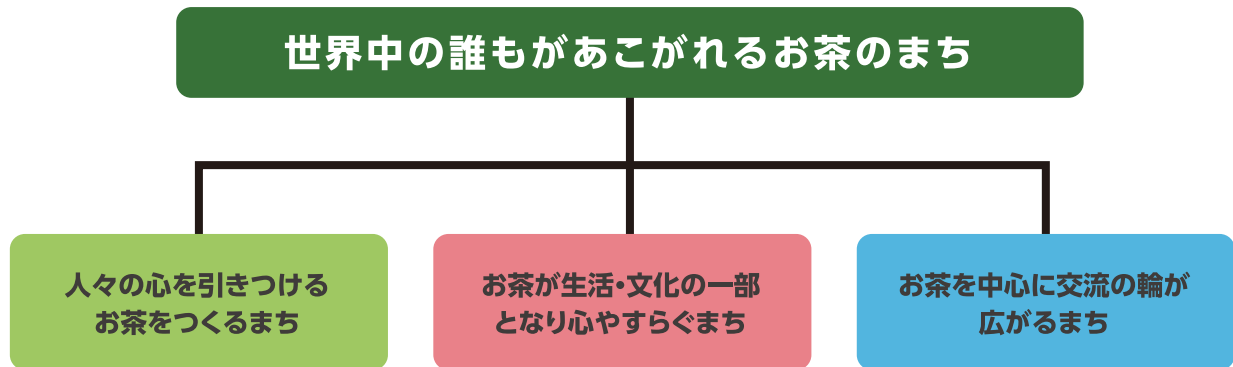 世界中の誰もがあこがれるお茶のまち
人々の心を引きつける
お茶をつくるまち
お茶が生活・文化の一部
となり心やすらぐまち
お茶を中心に交流の輪が
広がるまち